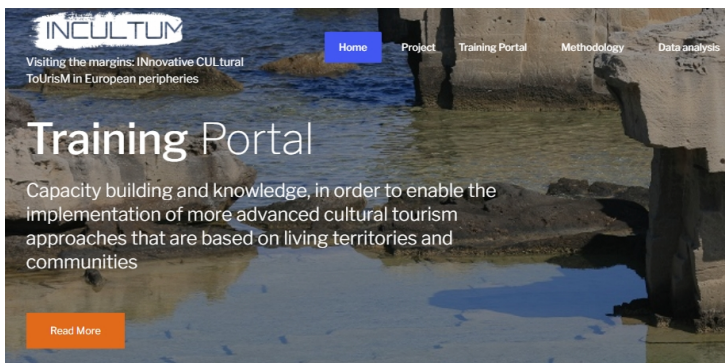 INCULTUM
Visiting the margins: INnovative CULtural
ToUrisM in European peripheries
Home
Project
Training Portal
Methodology
Data analysis
Training Portal
Capacity building and knowledge, in order to enable the
implementation of more advanced cultural tourism
approaches that are based on living territories and
communities
Read More